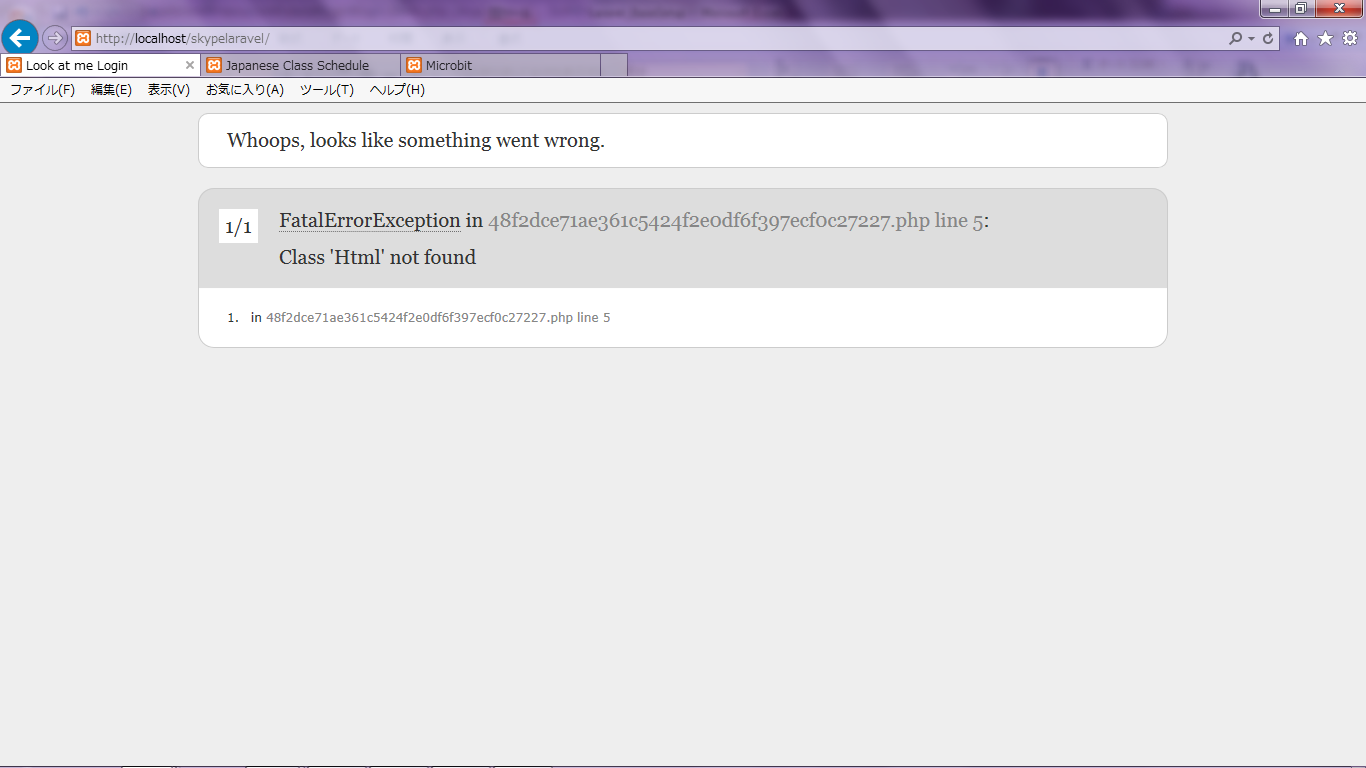 http://localhost/skypelaravel/
Look at me Login
Japanese Class Schedule
Microbit
ファイル(F) 編集(E) 表示(V) お気に入り(A) ツール(T) ヘルプ(H)
Whoops, looks like something went wrong.
1/1
FatalErrorException in 48f2dce71ae361c5424f2e0df6f397ecf0c27227.php line 5:
Class 'Html' not found
1. in 48f2dce71ae361c5424f2e0df6f397ecf0c27227.php line 5